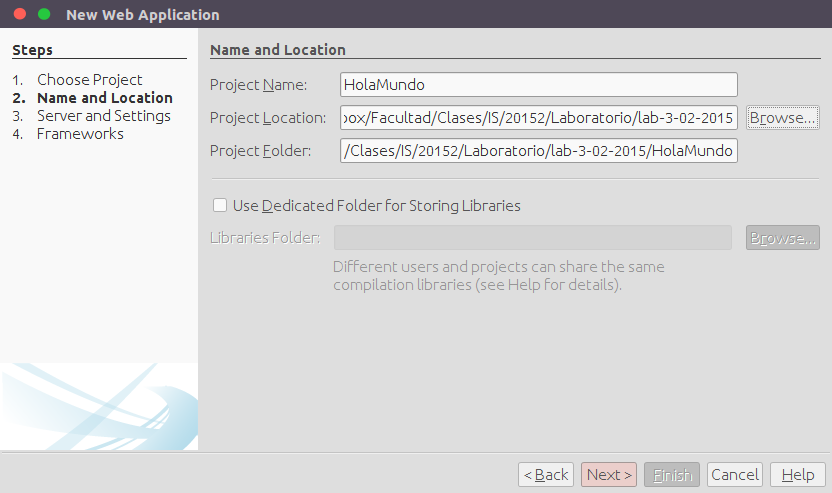 New Web Application
Steps
1. Choose Project
2. Name and Location
3. Server and Settings
4. Frameworks
Name and Location
Project Name: HolaMundo
Project Location: box/Facultad/Clases/IS/20152/Laboratorio/lab-3-02-2015 Browse...
Project Folder: /Clases/IS/20152/Laboratorio/lab-3-02-2015/HolaMundo
Use Dedicated Folder for Storing Libraries
Libraries Folder: Browse...
Different users and projects can share the same
compilation libraries (see Help for details).
< Back Next > Finish Cancel Help